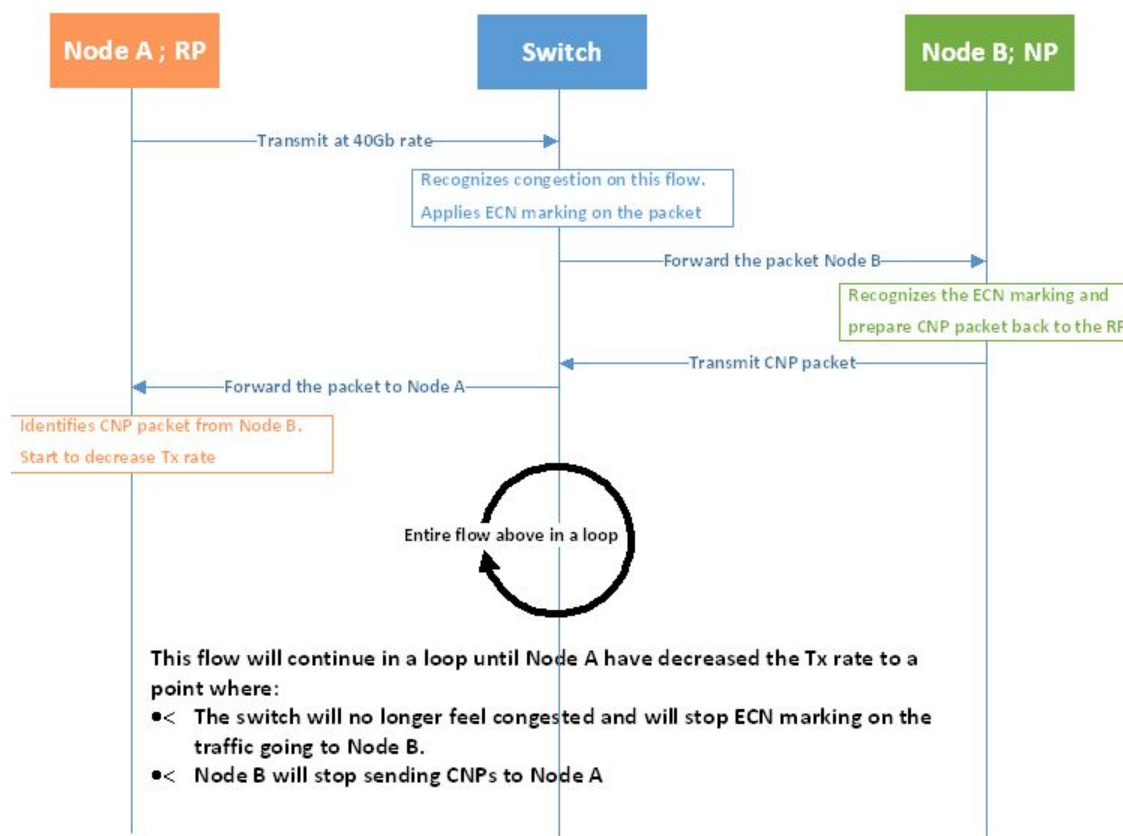 Node A ; RP
Switch
Node B; NP
Transmit at 40Gb rate
Recognizes congestion on this flow.
Applies ECN marking on the packet
Forward the packet Node B
Recognizes the ECN marking and
prepare CNP packet back to the RP
Transmit CNP packet
Forward the packet to Node A
Identifies CNP packet from Node B.
Start to decrease Tx rate
Entire flow above in a loop
This flow will continue in a loop until Node A have decreased the Tx rate to a
point where:
●< The switch will no longer feel congested and will stop ECN marking on the
traffic going to Node B.
●< Node B will stop sending CNPs to Node A